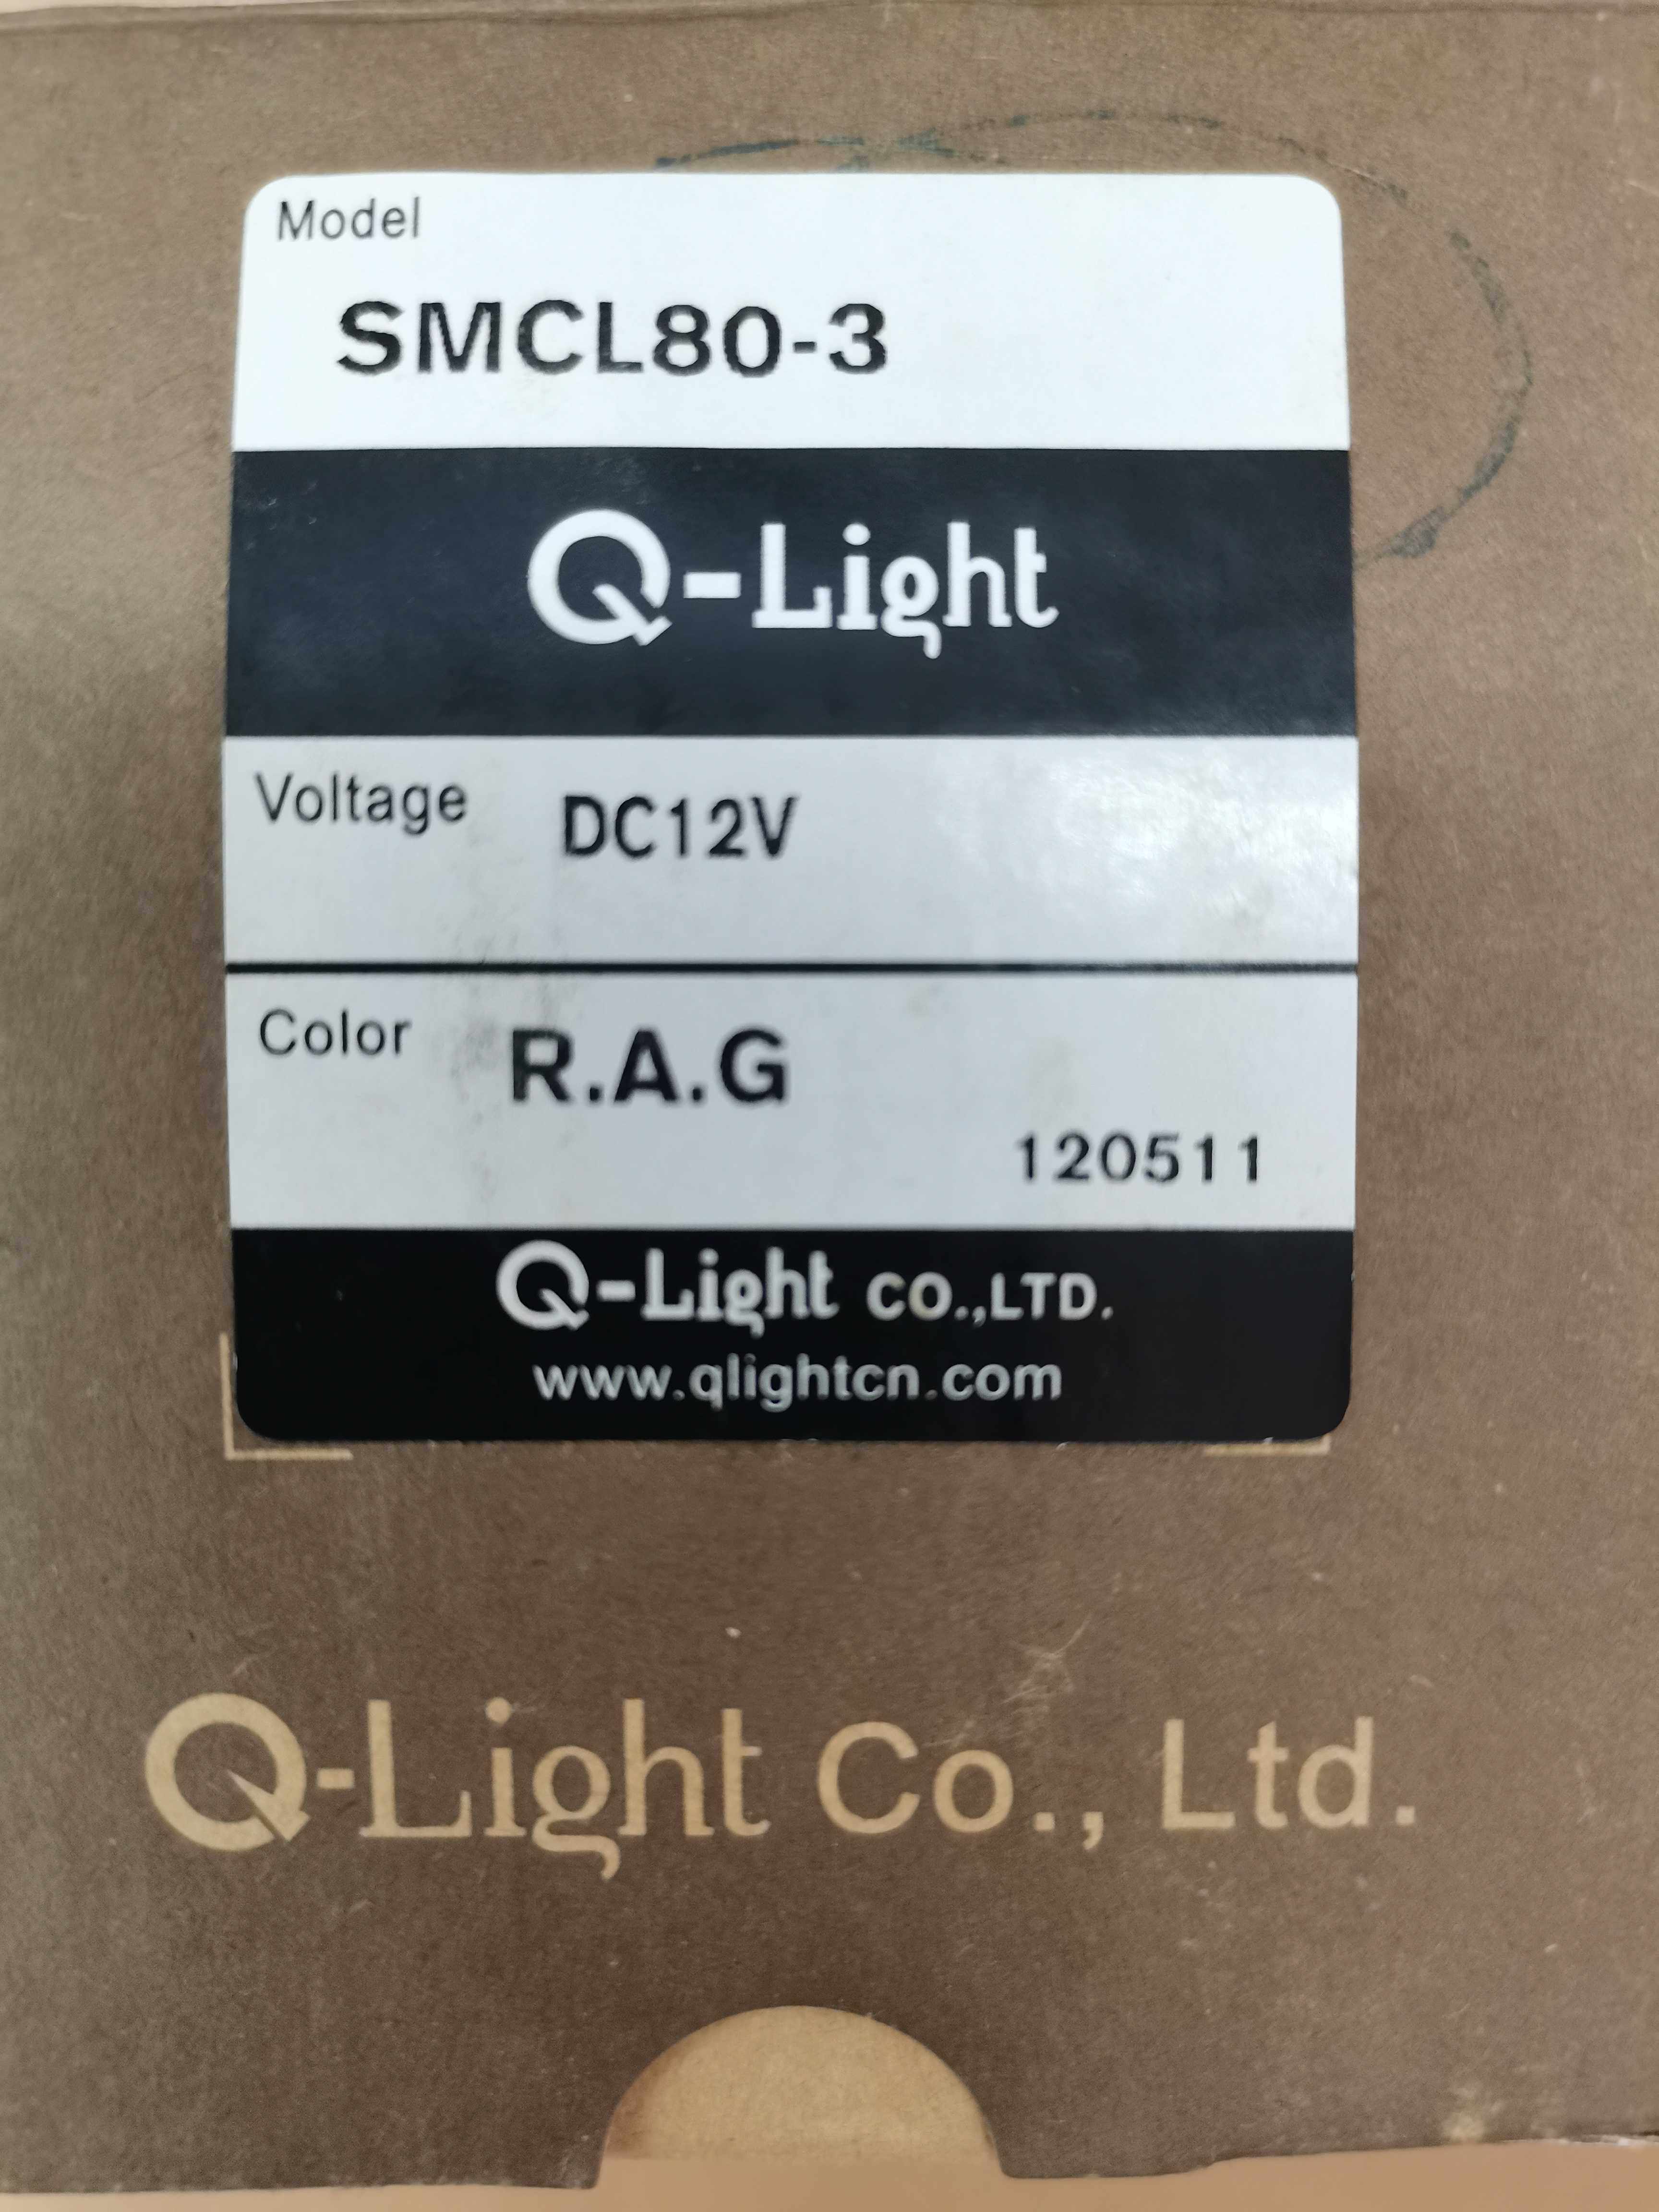 Model
SMCL80-3
Q-Light
Voltage DC12V
Color R.A.G
120511
Q-Light CO.,LTD.
www.qlightcn.com
Q-Light Co., Ltd.